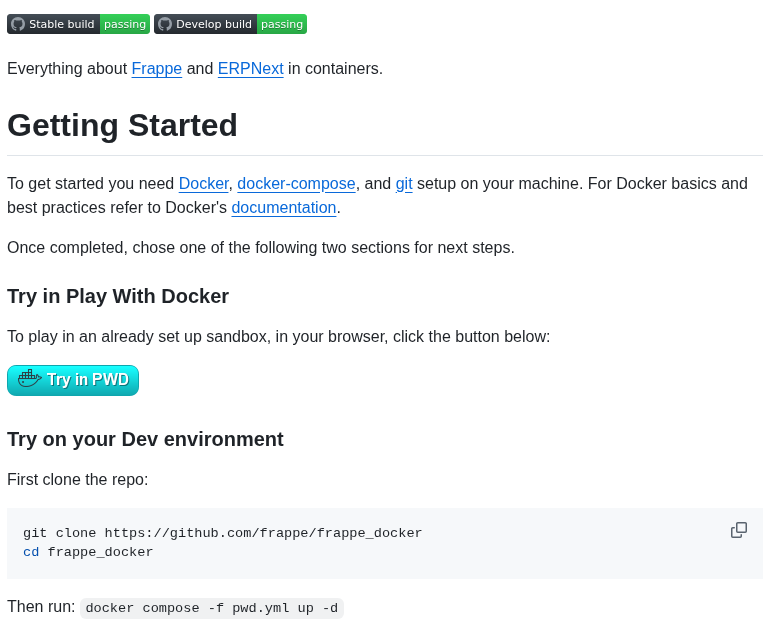 Stable build passing Develop build passing
Everything about Frappe and ERPNext in containers.
Getting Started
To get started you need Docker, docker-compose, and git setup on your machine. For Docker basics and
best practices refer to Docker's documentation.
Once completed, chose one of the following two sections for next steps.
Try in Play With Docker
To play in an already set up sandbox, in your browser, click the button below:
Try in PWD
Try on your Dev environment
First clone the repo:
git clone https://github.com/frappe/frappe_docker
cd frappe_docker
Then run: docker compose -f pwd.yml up -d